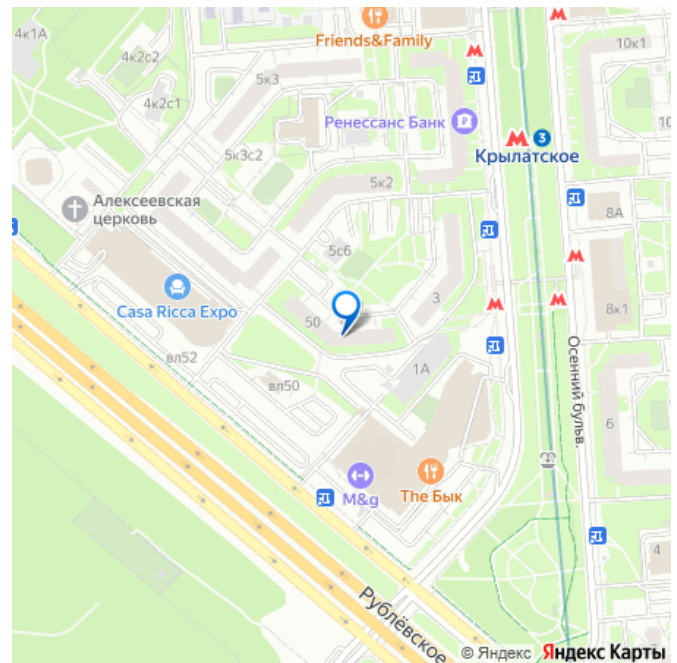 4к1А
4к2с2
Friends&Family
10к1
5к3
4к2с1
Ренессанс Банк
10
3
Крылатское
5к3с2
5к2
Алексеевская
церковь
8А
5с6
3
Casa Ricca Expo
50
8к1
вл52
1А
Осенний бульв.
вл50
6
M&g
The Бык
4
Рублёвское
© Яндекс Яндекс Карты